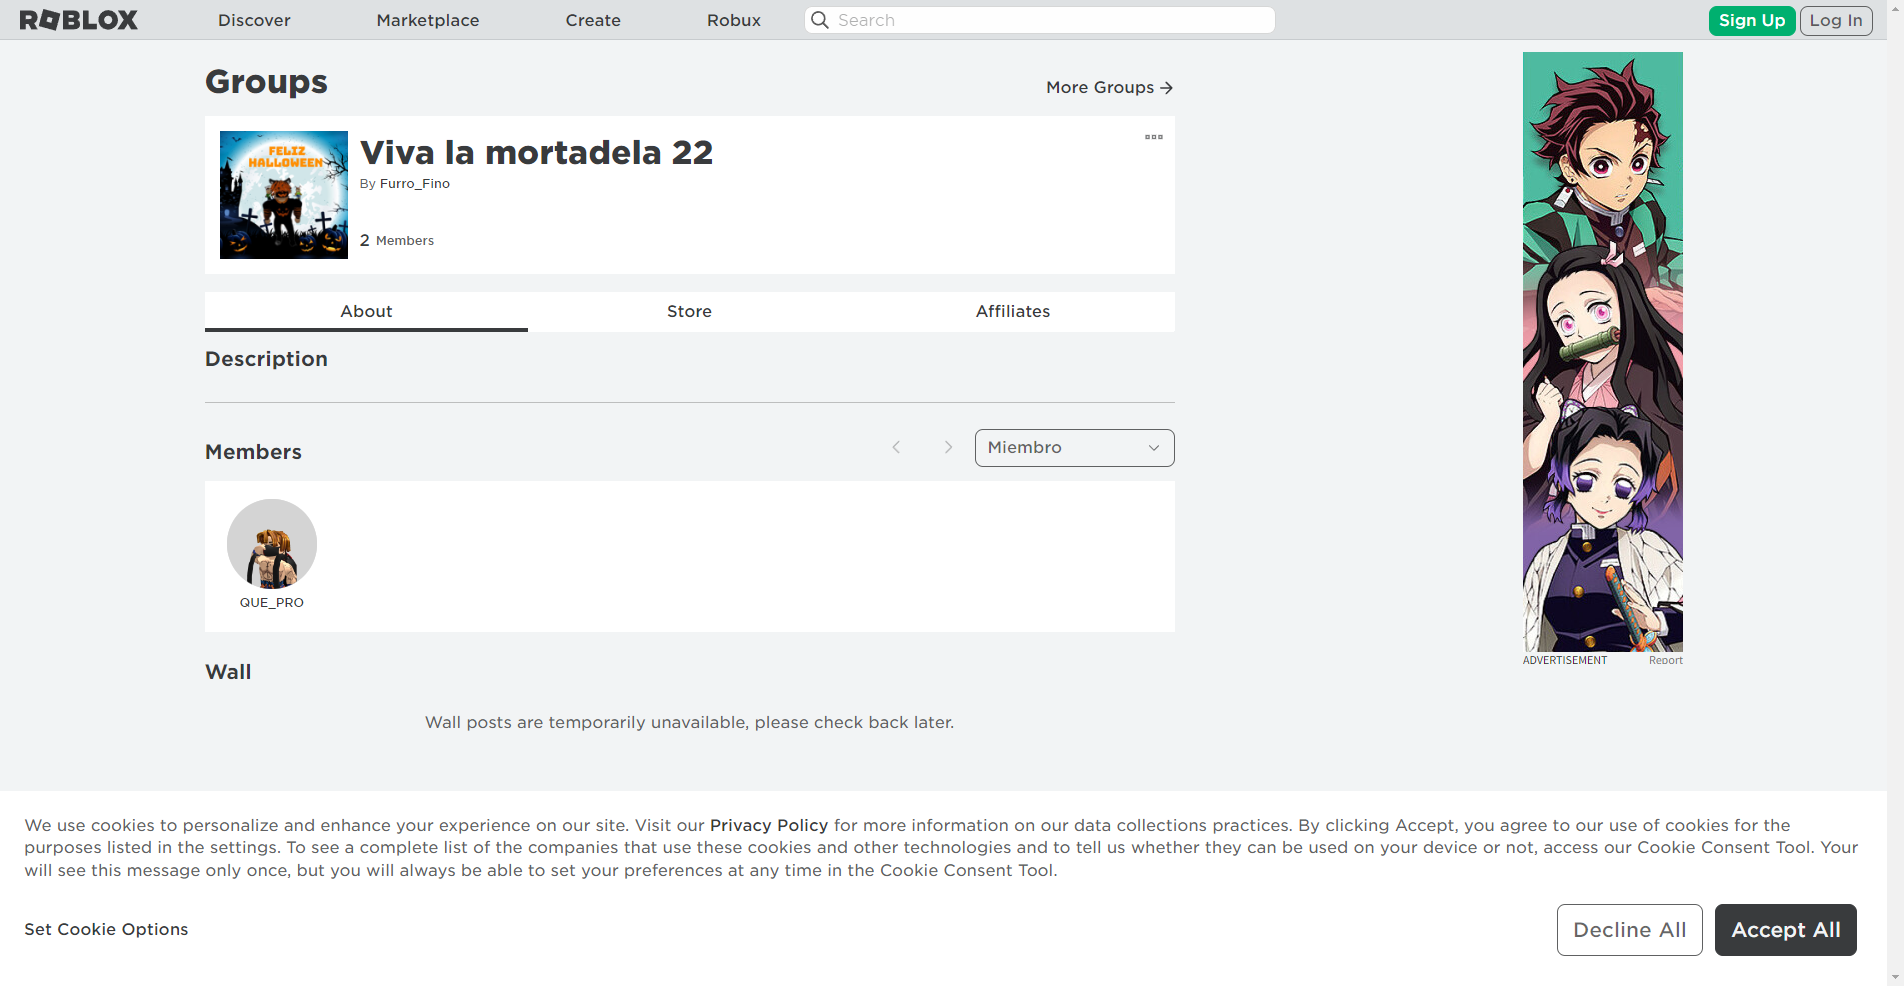 ROBLOX Discover Marketplace Create Robux Search Sign Up Log In
Groups
More Groups
FELIZ
HALLOWEEN
Viva la mortadela 22
By Furro_Fino
2 Members
About Store Affiliates
Description
Members
Miembro
QUE_PRO
Wall
Wall posts are temporarily unavailable, please check back later.
ADVERTISEMENT Report
We use cookies to personalize and enhance your experience on our site. Visit our Privacy Policy for more information on our data collections practices. By clicking Accept, you agree to our use of cookies for the
purposes listed in the settings. To see a complete list of the companies that use these cookies and other technologies and to tell us whether they can be used on your device or not, access our Cookie Consent Tool. Your
will see this message only once, but you will always be able to set your preferences at any time in the Cookie Consent Tool.
Set Cookie Options
Decline All
Accept All